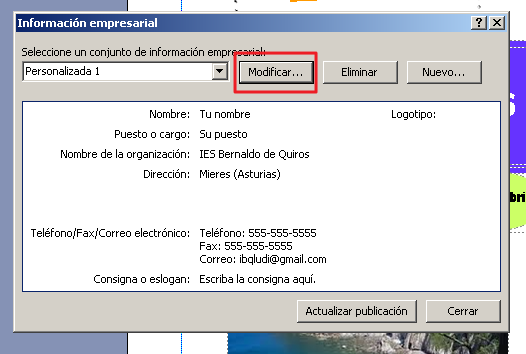 Información empresarial
Seleccione un conjunto de información empresarial:
Personalizada 1
Modificar...
Eliminar
Nuevo...
Nombre: Tu nombre Logotipo:
Puesto o cargo: Su puesto
Nombre de la organización: IES Bernaldo de Quiros
Dirección: Mieres (Asturias)
Teléfono/Fax/Correo electrónico: Teléfono: 555-555-5555
Fax: 555-555-5555
Correo: ibqludi@gmail.com
Consigna o eslogan: Escriba la consigna aquí.
Actualizar publicación
Cerrar